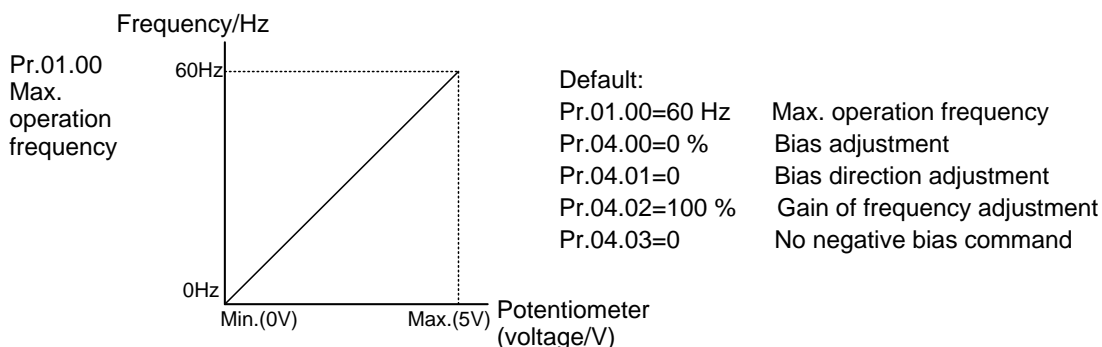 Frequency/Hz
Pr.01.00
Max.
operation
frequency
60Hz
0Hz
Min.(0V)
Max.(5V)
Potentiometer
(voltage/V)
Default:
Pr.01.00=60 Hz Max. operation frequency
Pr.04.00=0 % Bias adjustment
Pr.04.01=0 Bias direction adjustment
Pr.04.02=100 % Gain of frequency adjustment
Pr.04.03=0 No negative bias command